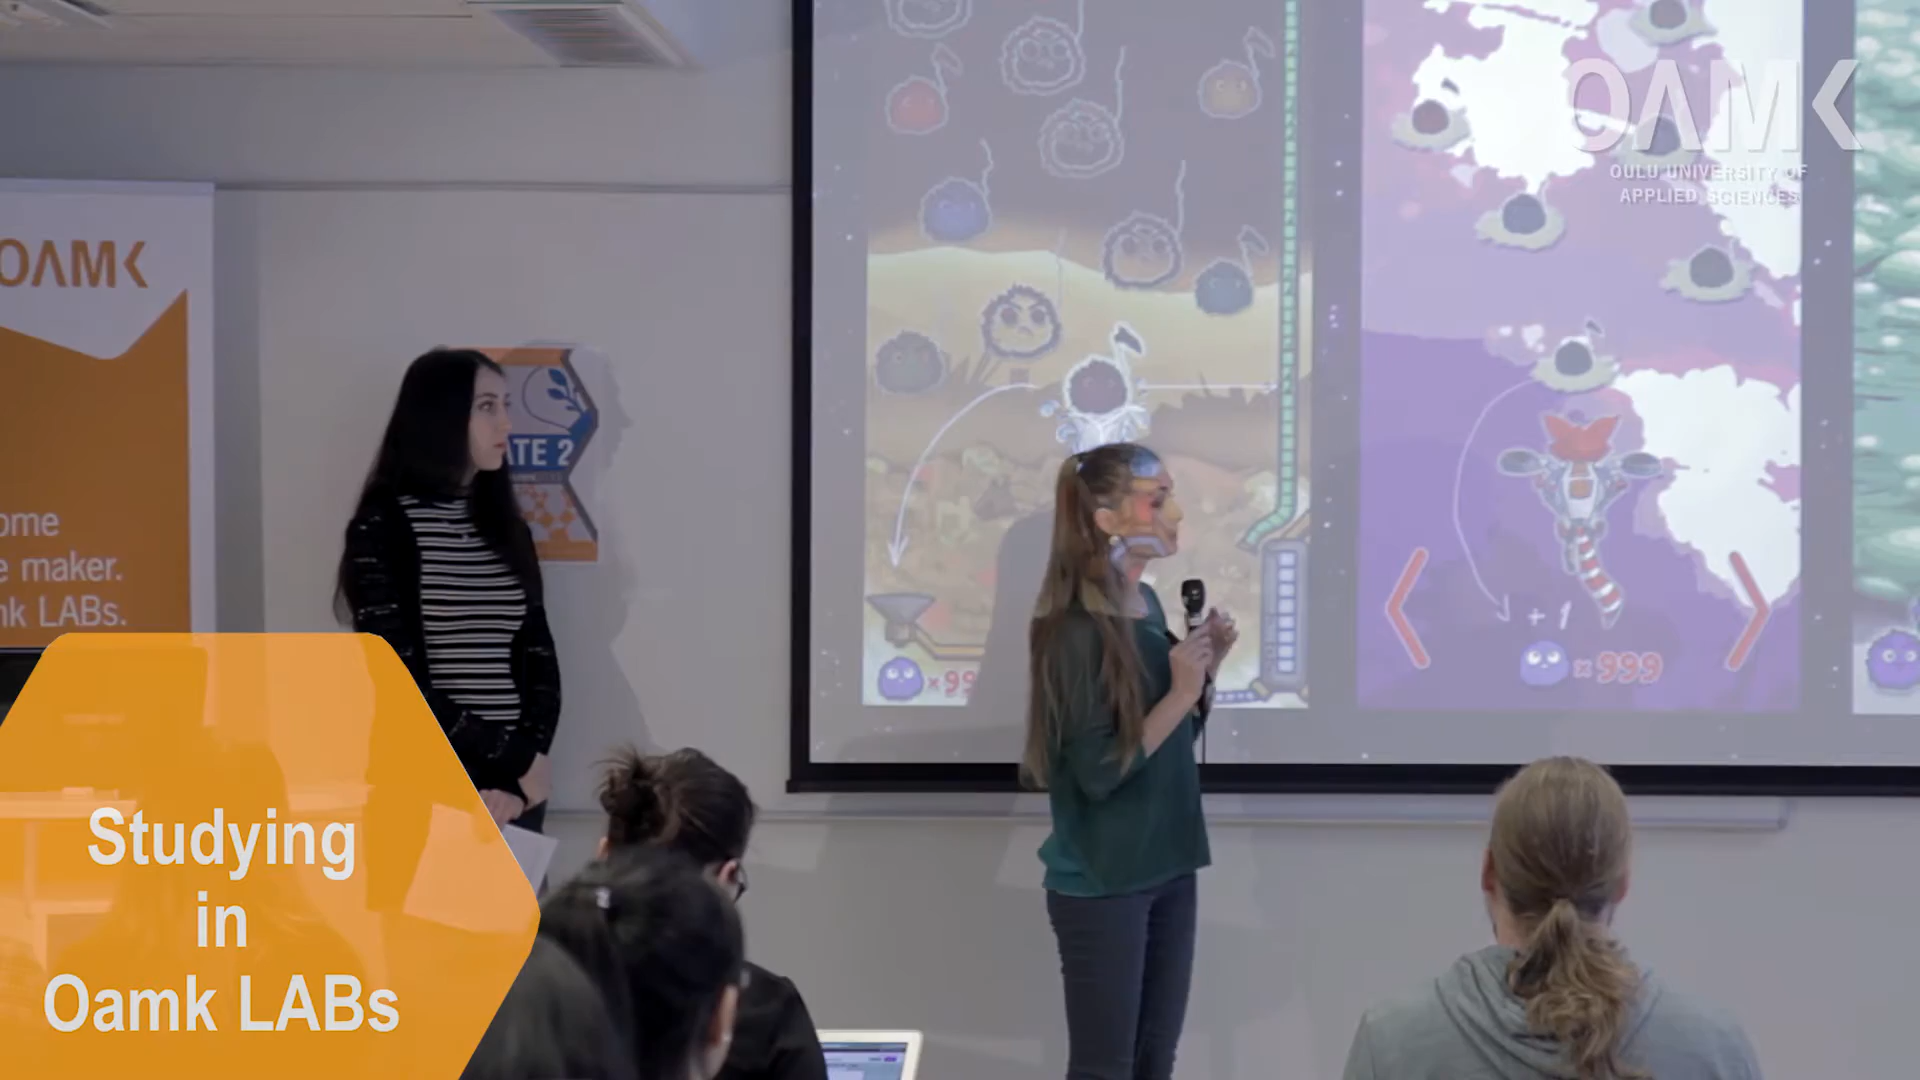 OAMK
OULU UNIVERSITY OF
APPLIED SCIENCES
OAMK
ome
e maker.
nk LABs.
ATE 2
×99
+1
×999
Studying
in
Oamk LABs